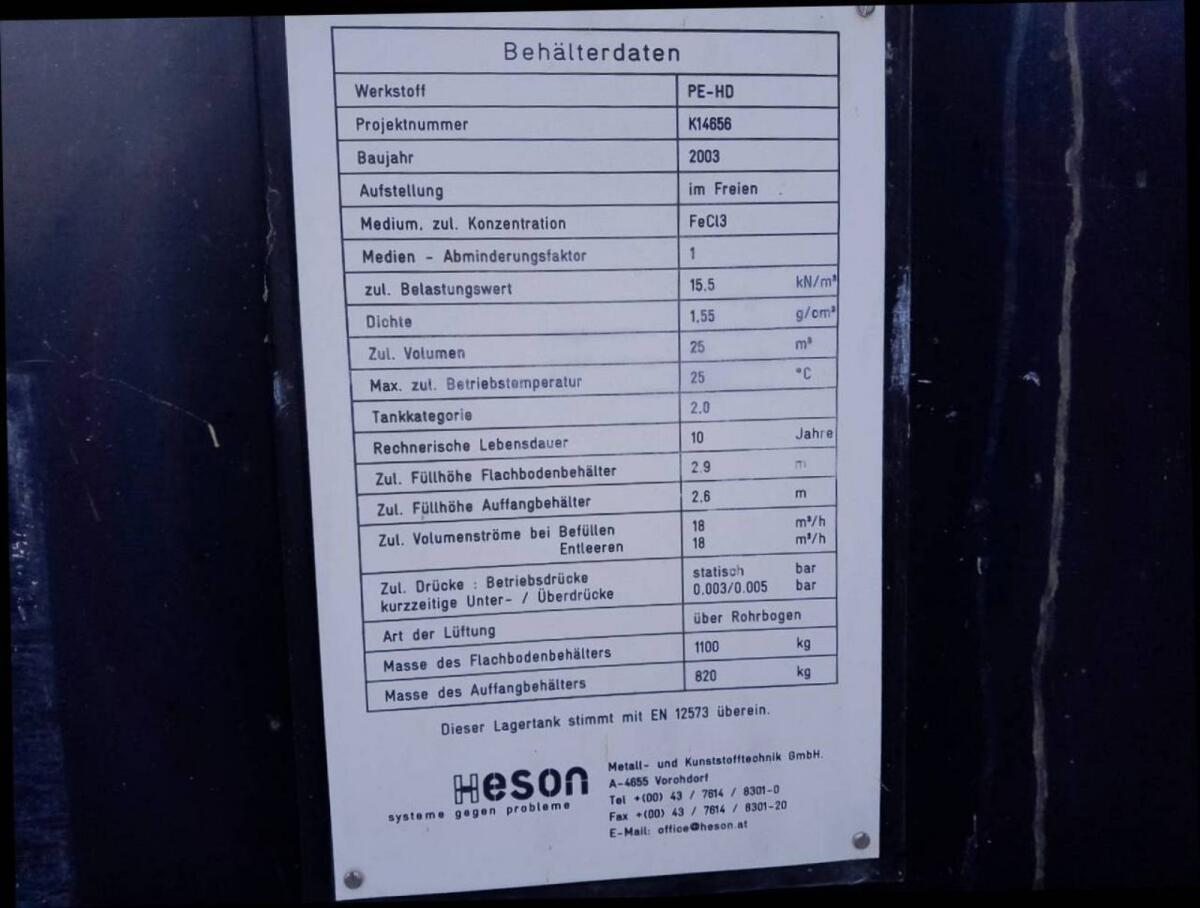 Behälterdaten
Werkstoff PE-HD
Projektnummer K14656
Baujahr 2003
Aufstellung im Freien
Medium, zul. Konzentration FeCl3
Medien - Abminderungsfaktor 1
zul. Belastungswert 15.5 kN/m³
Dichte 1,55 g/cm³
Zul. Volumen 25 m³
Max. zul. Betriebstemperatur 25 °C
Tankkategorie 2.0
Rechnerische Lebensdauer 10 Jahre
Zul. Füllhöhe Flachbodenbehälter 2.9 m
Zul. Füllhöhe Auffangbehälter 2.6 m
Zul. Volumenströme bei Befüllen 18 m³/h
Entleeren 18 m³/h
Zul. Drücke : Betriebsdrücke statisch bar
kurzzeitige Unter- / Überdrücke 0.003/0.005 bar
Art der Lüftung über Rohrbogen
Masse des Flachbodenbehälters 1100 kg
Masse des Auffangbehälters 820 kg
Dieser Lagertank stimmt mit EN 12573 überein.
Heson
systeme gegen probleme
Metall- und Kunststofftechnik GmbH.
A-4655 Vorchdorf
Tel +(00) 43 / 7614 / 8301-0
Fax +(00) 43 / 7614 / 8301-20
E-Mail: office@heson.at